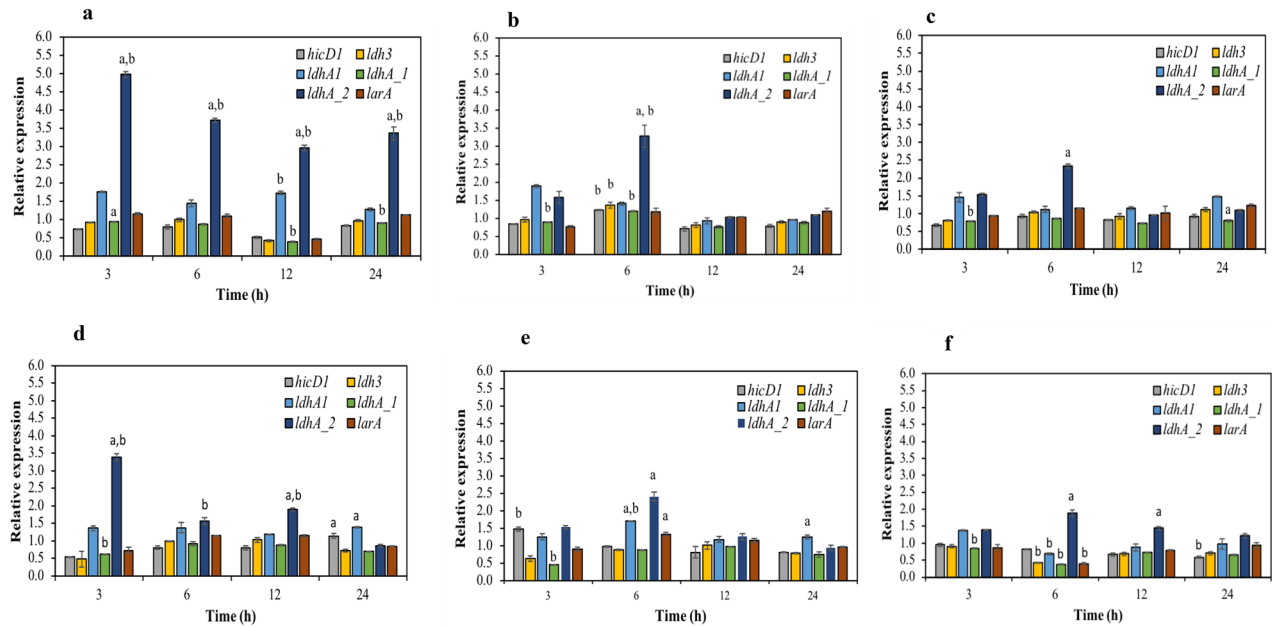 a
6.0
5.5
5.0
4.5
4.0
3.5
3.0
2.5
2.0
1.5
1.0
0.5
0.0
Relative expression
hicD1 ldh3
ldhA1 ldhA_1
ldhA_2 larA
a a,b a,b b b a,b b a,b
3 6 12 24
Time (h)
b
6.0
5.5
5.0
4.5
4.0
3.5
3.0
2.5
2.0
1.5
1.0
0.5
0.0
Relative expression
hicD1 ldh3
ldhA1 ldhA_1
ldhA_2 larA
b b b b a, b
3 6 12 24
Time (h)
c
6.0
5.5
5.0
4.5
4.0
3.5
3.0
2.5
2.0
1.5
1.0
0.5
0.0
Relative expression
hicD1 ldh3
ldhA1 ldhA_1
ldhA_2 larA
b a a
3 6 12 24
Time (h)
d
6.0
5.5
5.0
4.5
4.0
3.5
3.0
2.5
2.0
1.5
1.0
0.5
0.0
Relative expression
hicD1 ldh3
ldhA1 ldhA_1
ldhA_2 larA
b a,b b a,b a a
3 6 12 24
Time (h)
e
6.0
5.5
5.0
4.5
4.0
3.5
3.0
2.5
2.0
1.5
1.0
0.5
0.0
Relative expression
hicD1 ldh3
ldhA1 ldhA_1
ldhA_2 larA
b b a,b a a a
3 6 12 24
Time (h)
f
6.0
5.5
5.0
4.5
4.0
3.5
3.0
2.5
2.0
1.5
1.0
0.5
0.0
Relative expression
hicD1 ldh3
ldhA1 ldhA_1
ldhA_2 larA
b b b b a b a b
3 6 12 24
Time (h)